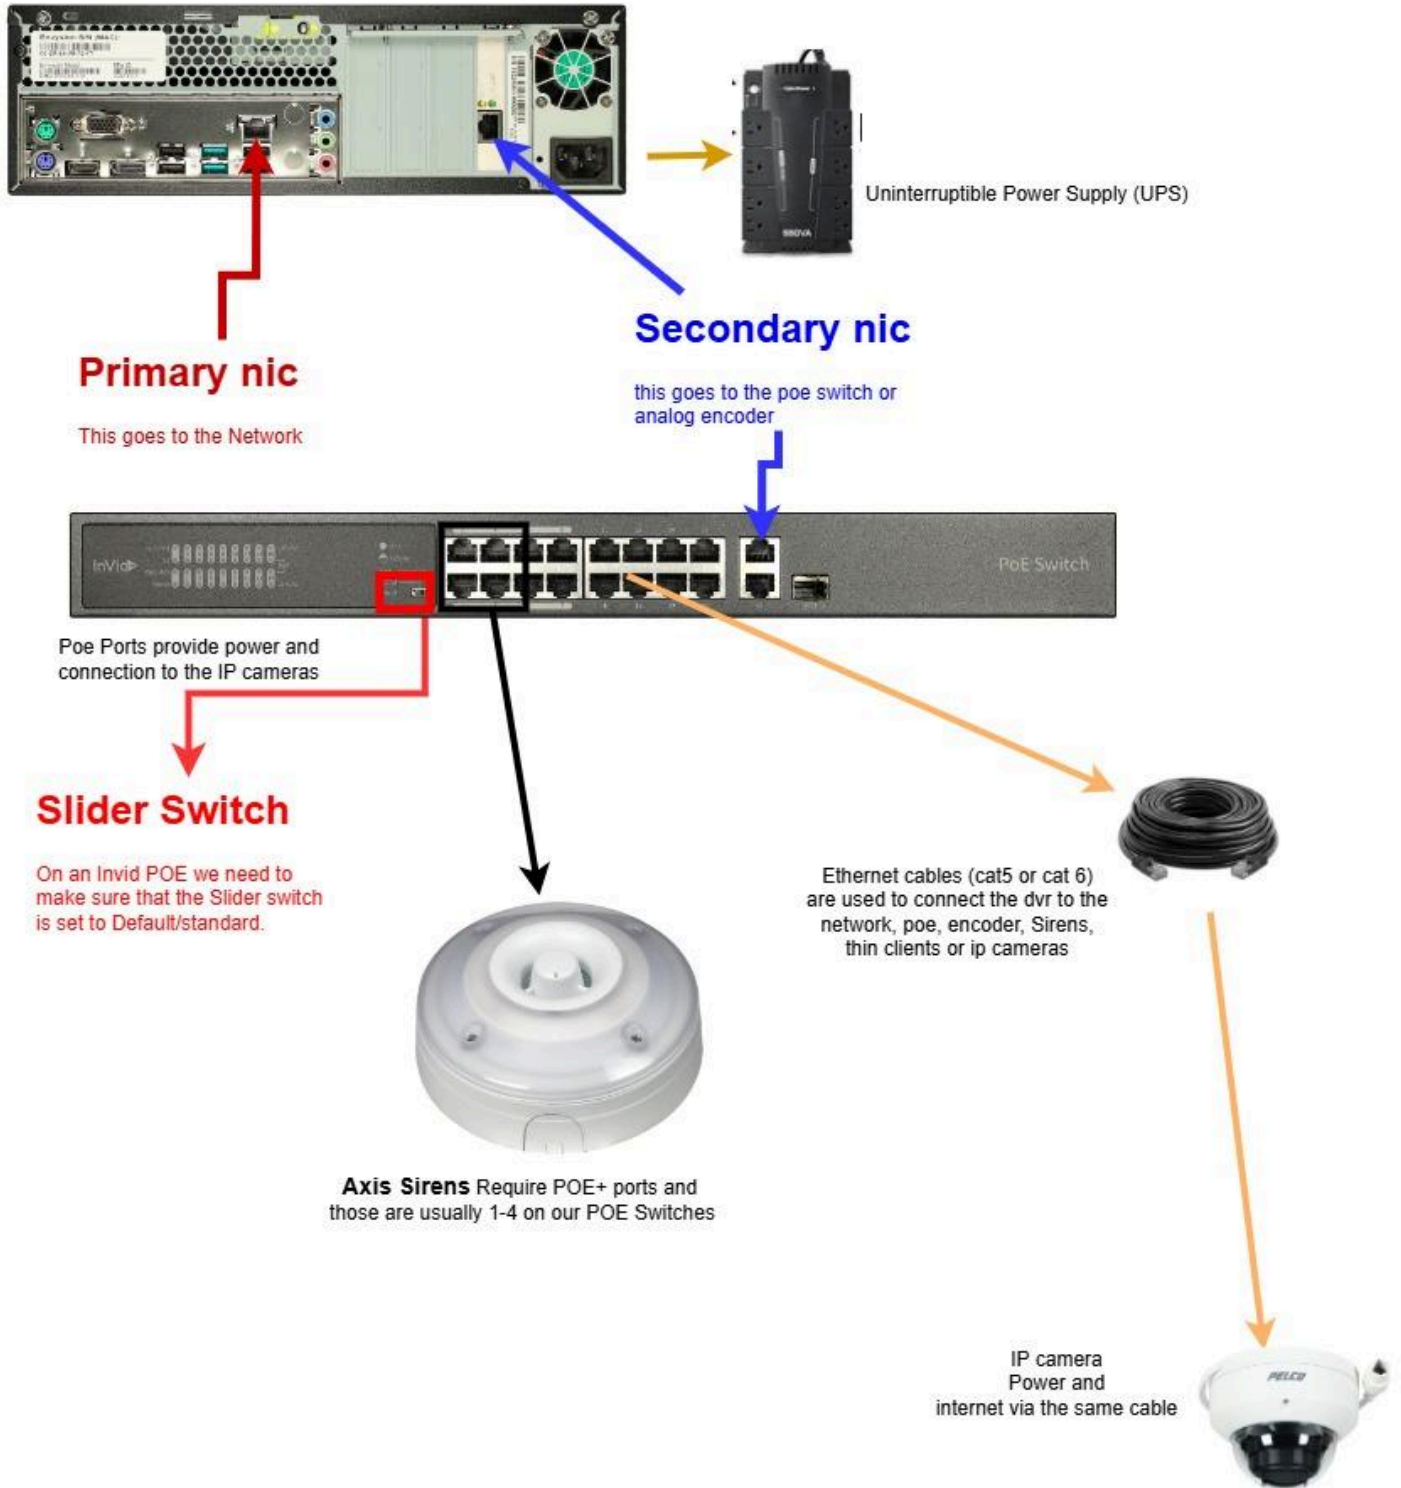 Uninterruptible Power Supply (UPS)
980VA
Primary nic
This goes to the Network
Secondary nic
this goes to the poe switch or
analog encoder
InVid
PoE Switch
Poe Ports provide power and
connection to the IP cameras
Slider Switch
On an Invid POE we need to
make sure that the Slider switch
is set to Default/standard.
Ethernet cables (cat5 or cat 6)
are used to connect the dvr to the
network, poe, encoder, Sirens,
thin clients or ip cameras
Axis Sirens Require POE+ ports and
those are usually 1-4 on our POE Switches
IP camera
Power and
internet via the same cable
PELCO